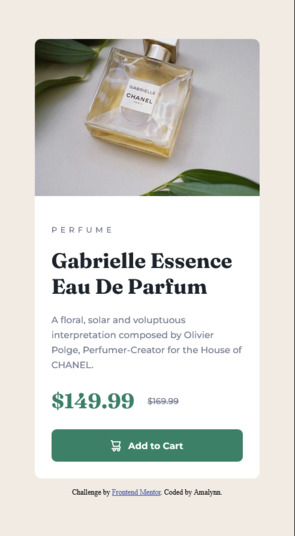 GABRIELLE
CHANEL
PARIS
PERFUME
Gabrielle Essence
Eau De Parfum
A floral, solar and voluptuous
interpretation composed by Olivier
Polge, Perfumer-Creator for the House of
CHANEL.
$149.99 $169.99
Add to Cart
Challenge by Frontend Mentor. Coded by Amalynn.